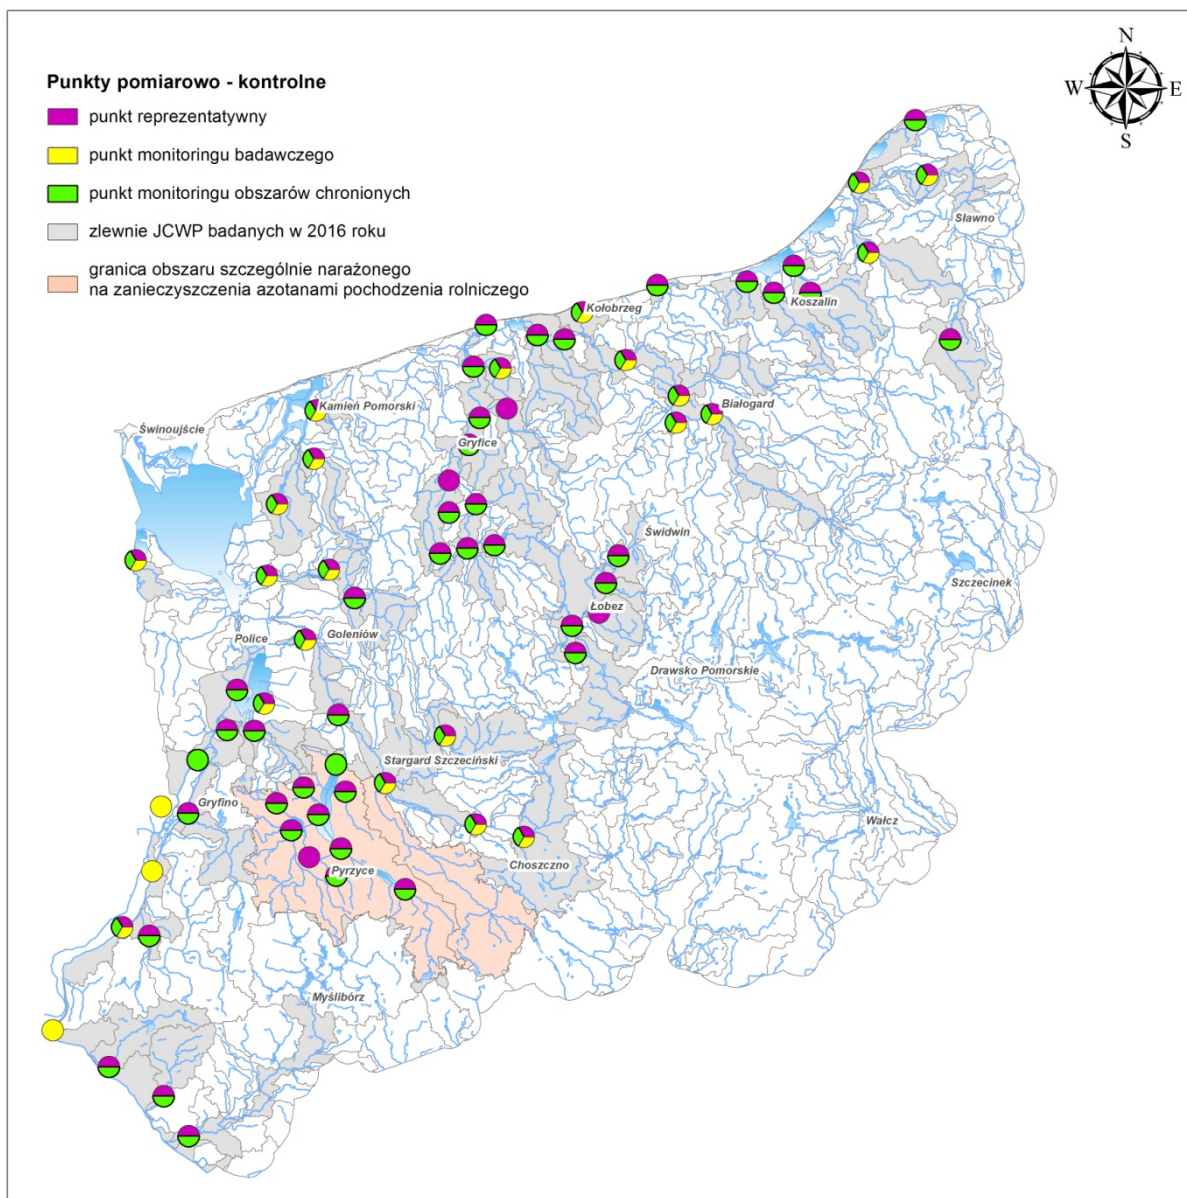 N
W E
S
Punkty pomiarowo - kontrolne
punkt reprezentatywny
punkt monitoringu badawczego
punkt monitoringu obszarów chronionych
zlewnie JCWP badanych w 2016 roku
granica obszaru szczególnie narażonego
na zanieczyszczenia azotanami pochodzenia rolniczego
Sławno
Koszalin
Kołobrzeg
Kamień Pomorski
Białogard
Świnoujście
Gryfice
Świdwin
Szczecinek
Łobez
Police
Goleniów
Drawsko Pomorskie
Stargard Szczeciński
Gryfino
Wałcz
Choszczno
Pyrzyce
Myślibórz